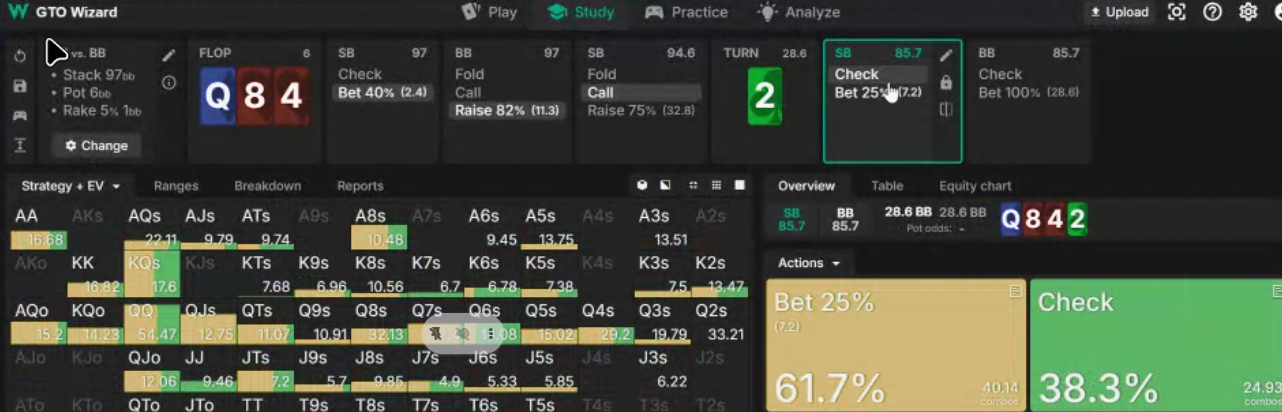 GTO Wizard
Play
Study
Practice
Analyze
Upload
vs. BB
• Stack 97bb
• Pot 6bb
• Rake 5% 1bb
Change
FLOP 6
Q 8 4
SB 97
Check
Bet 40% (2.4)
BB 97
Fold
Call
Raise 82% (11.3)
SB 94.6
Fold
Call
Raise 75% (32.8)
TURN 28.6
2
SB 85.7
Check
Bet 25% (7.2)
BB 85.7
Check
Bet 100% (28.6)
Strategy + EV Ranges Breakdown Reports
AA AKs AQs AJs ATs A9s A8s A7s A6s A5s A4s A3s A2s
16.68 22.11 9.79 9.74 10.48 9.45 13.75 13.51
AKo KK KQs KJs KTs K9s K8s K7s K6s K5s K4s K3s K2s
16.82 17.6 7.68 6.96 10.56 6.7 6.78 7.38 7.5 13.47
AQo KQo QQ QJs QTs Q9s Q8s Q7s Q6s Q5s Q4s Q3s Q2s
15.2 14.23 54.47 12.75 11.07 10.91 32.13 15.02 29.2 19.79 33.21
AJo KJo QJo JJ JTs J9s J8s J7s J6s J5s J4s J3s J2s
12.06 9.46 7.2 5.7 9.85 4.9 5.33 5.85 6.22
ATo KTo QTo JTo TT T9s T8s T7s T6s T5s T4s T3s T2s
Overview Table Equity chart
SB 85.7
BB 85.7
28.6 BB 28.6 BB
Pot odds: -
Q 8 4 2
Actions
Bet 25%
(7.2)
61.7%
40.14
combos
Check
38.3%
24.93
combos